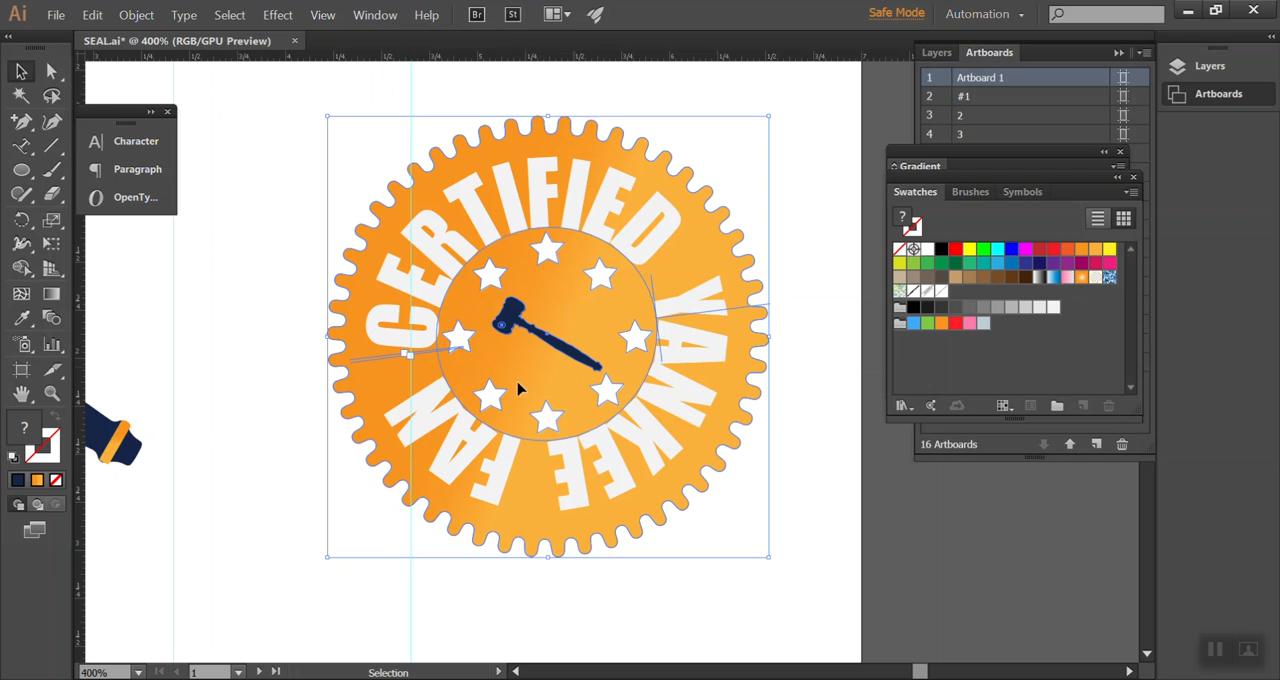 Ai File Edit Object Type Select Effect View Window Help Br St Safe Mode Automation
SEAL.ai* @ 400% (RGB/GPU Preview)
Layers Artboards
1 Artboard 1
2 #1
3 2
4 3
Layers
Artboards
Character
Paragraph
OpenTy...
Gradient
Swatches Brushes Symbols
CERTIFIED YANKEE FAN
16 Artboards
400% 1 Selection